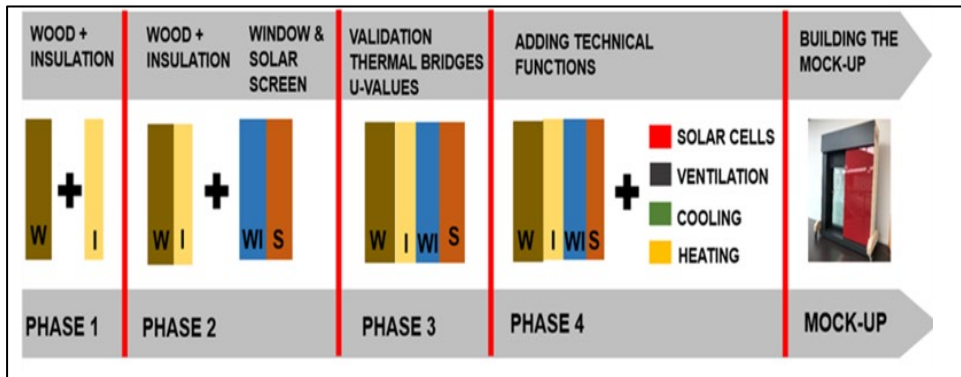 WOOD +
INSULATION
WOOD +
INSULATION
WINDOW &
SOLAR
SCREEN
VALIDATION
THERMAL BRIDGES
U-VALUES
ADDING TECHNICAL
FUNCTIONS
BUILDING THE
MOCK-UP
W
I
W I
WI S
W I WI S
W I WI S
SOLAR CELLS
VENTILATION
COOLING
HEATING
PHASE 1
PHASE 2
PHASE 3
PHASE 4
MOCK-UP